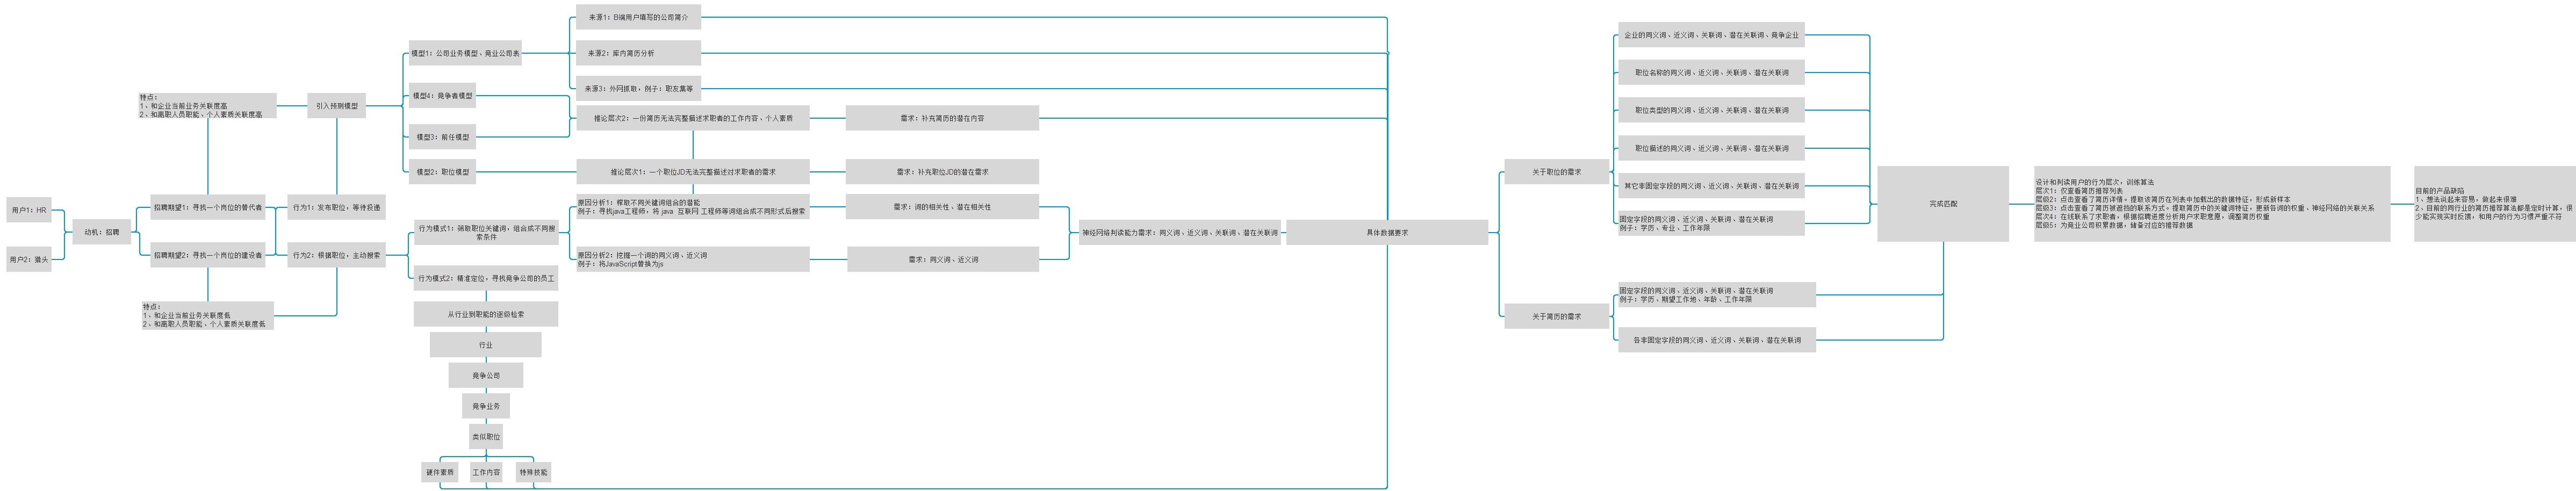 用户1：HR
用户2：猎头
动机：招聘
特点：
1、和企业当前业务关联度高
2、和离职人员职能、个人素质关联度高
招聘期望1：寻找一个岗位的替代者
招聘期望2：寻找一个岗位的建设者
特点：
1、和企业当前业务关联度低
2、和离职人员职能、个人素质关联度低
引入预测模型
行为1：发布职位，等待投递
行为2：根据职位，主动搜索
模型1：公司业务模型、竞业公司表
模型4：竞争者模型
模型3：前任模型
模型2：职位模型
行为模式1：筛取职位关键词，组合成不同搜
索条件
行为模式2：精准定位，寻找竞争公司的员工
从行业到职能的逐级检索
行业
竞争公司
竞争业务
类似职位
硬件素质
工作内容
特殊技能
来源1：B端用户填写的公司简介
来源2：库内简历分析
来源3：外网抓取，例子：职友集等
推论层次2：一份简历无法完整描述求职者的工作内容、个人素质
推论层次1：一个职位JD无法完整描述对求职者的需求
原因分析1：榨取不同关键词组合的潜能
例子：寻找java工程师，将 java 互联网 工程师等词组合成不同形式后搜索
原因分析2：挖掘一个词的同义词、近义词
例子：将JavaScript替换为js
需求：补充简历的潜在内容
需求：补充职位JD的潜在需求
需求：词的相关性、潜在相关性
需求：同义词、近义词
神经网络判读能力需求：同义词、近义词、关联词、潜在关联词
具体数据要求
关于职位的需求
关于简历的需求
企业的同义词、近义词、关联词、潜在关联词、竞争企业
职位名称的同义词、近义词、关联词、潜在关联词
职位类型的同义词、近义词、关联词、潜在关联词
职位描述的同义词、近义词、关联词、潜在关联词
其它非固定字段的同义词、近义词、关联词、潜在关联词
固定字段的同义词、近义词、关联词、潜在关联词
例子：学历、专业、工作年限
固定字段的同义词、近义词、关联词、潜在关联词
例子：学历、期望工作地、年龄、工作年限
各非固定字段的同义词、近义词、关联词、潜在关联词
完成匹配
设计和判读用户的行为层次，训练算法
层次1：仅查看简历推荐列表
层级2：点击查看了简历详情。提取该简历在列表中加载出的数据特征，形成新样本
层级3：点击查看了简历被遮挡的联系方式。提取简历中的关键词特征，更新各词的权重、神经网络的关联关系
层次4：在线联系了求职者，根据招聘进度分析用户求职意愿，调整简历权重
层级5：为竞业公司积累数据，储备对应的推荐数据
目前的产品缺陷
1、想法说起来容易，做起来很难
2、目前的同行业的简历推荐算法都是定时计算，很
少能实现实时反馈，和用户的行为习惯严重不符